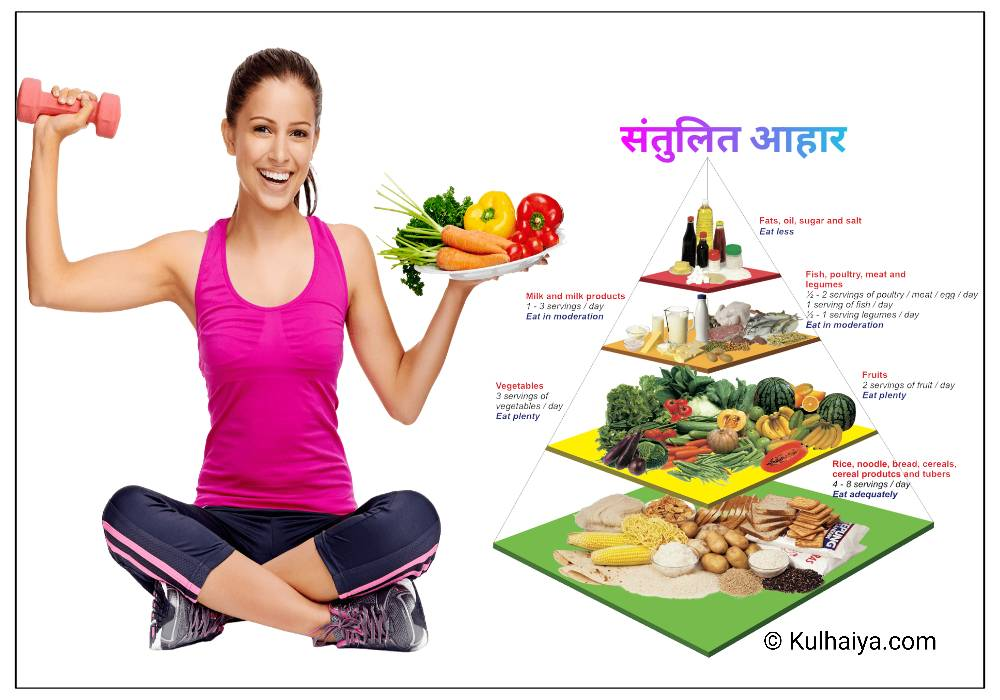 संतुलित आहार
Fats, oil, sugar and salt
Eat less
Fish, poultry, meat and
legumes
½ - 2 servings of poultry / meat / egg / day
1 serving of fish / day
½ - 1 serving legumes / day
Eat in moderation
Milk and milk products
1 - 3 servings / day
Eat in moderation
Fruits
2 servings of fruit / day
Eat plenty
Vegetables
3 servings of
vegetables / day
Eat plenty
Rice, noodle, bread, cereals,
cereal produtcs and tubers
4 - 8 servings / day
Eat adequately
TEPUNG
© Kulhaiya.com